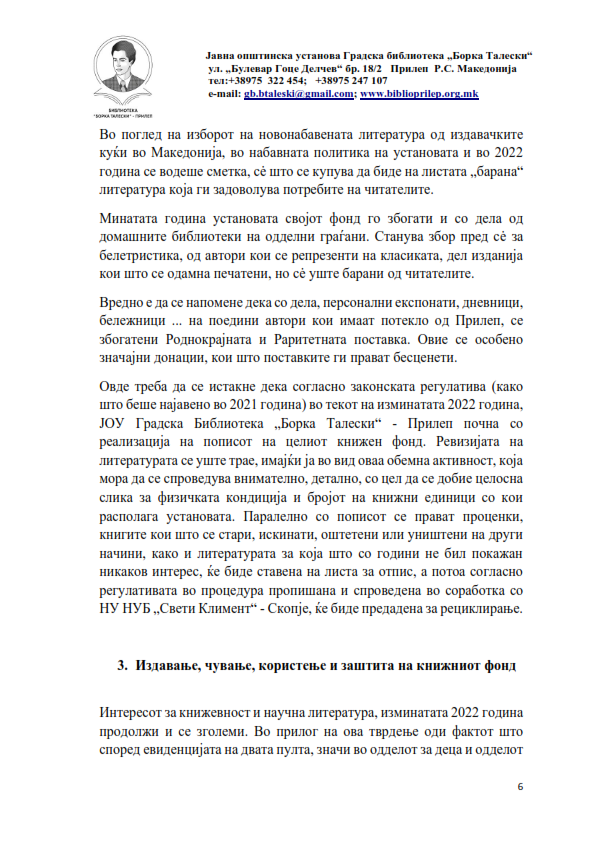 Јавна општинска установа Градска библиотека „Борка Талески“
ул. „Булевар Гоце Делчев“ бр. 18/2 Прилеп Р.С. Македонија
тел:+38975 322 454; +38975 247 107
e-mail: gb.btaleski@gmail.com; www.biblioprilep.org.mk
БИБЛИОТЕКА
"БОРКА ТАЛЕСКИ" - ПРИЛЕП
Во поглед на изборот на новонабавената литература од издавачките
куќи во Македонија, во набавната политика на установата и во 2022
година се водеше сметка, сѐ што се купува да биде на листата „барана“
литература која ги задоволува потребите на читателите.
Минатата година установата својот фонд го збогати и со дела од
домашните библиотеки на одделни граѓани. Станува збор пред сѐ за
белетристика, од автори кои се репрезенти на класиката, дел изданија
кои што се одамна печатени, но сѐ уште барани од читателите.
Вредно е да се напомене дека со дела, персонални експонати, дневници,
бележници ... на поедини автори кои имаат потекло од Прилеп, се
збогатени Роднокрајната и Раритетната поставка. Овие се особено
значајни донации, кои што поставките ги прават бесценети.
Овде треба да се истакне дека согласно законската регулатива (како
што беше најавено во 2021 година) во текот на изминатата 2022 година,
ЈОУ Градска Библиотека „Борка Талески“ - Прилеп почна со
реализација на пописот на целиот книжен фонд. Ревизијата на
литературата се уште трае, имајќи ја во вид оваа обемна активност, која
мора да се спроведува внимателно, детално, со цел да се добие целосна
слика за физичката кондиција и бројот на книжни единици со кои
располага установата. Паралелно со пописот се прават проценки,
книгите кои што се стари, искинати, оштетени или уништени на други
начини, како и литературата за која што со години не бил покажан
никаков интерес, ќе биде ставена на листа за отпис, а потоа согласно
регулативата во процедура пропишана и спроведена во соработка со
НУ НУБ „Свети Климент“ - Скопје, ќе биде предадена за рециклирање.
3. Издавање, чување, користење и заштита на книжниот фонд
Интересот за книжевност и научна литература, изминатата 2022 година
продолжи и се зголеми. Во прилог на ова тврдење оди фактот што
според евиденцијата на двата пулта, значи во одделот за деца и одделот
6